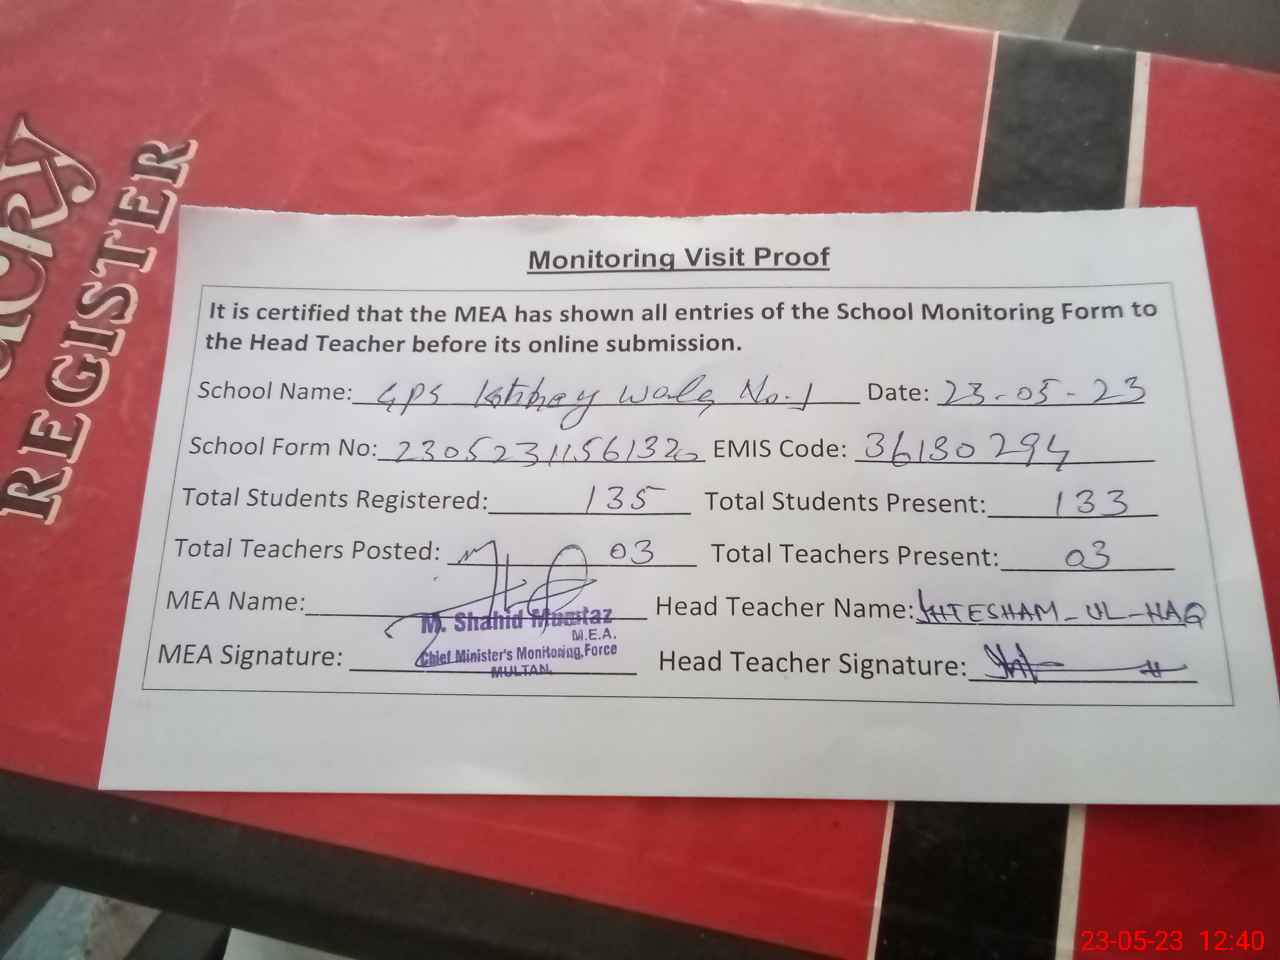 REGISTER
Monitoring Visit Proof
It is certified that the MEA has shown all entries of the School Monitoring Form to
the Head Teacher before its online submission.
School Name: GPS Wala No. 1 Date: 23-05-23
School Form No: EMIS Code: 36130294
Total Students Registered: 135 Total Students Present: 133
Total Teachers Posted: 03 Total Teachers Present: 03
MEA Name: Head Teacher Name: IHTESHAM-UL-HAQ
M. Shahid Mumtaz
M.E.A.
Chief Minister's Monitoring Force
MULTAN.
MEA Signature: Head Teacher Signature:
23-05-23 12:40